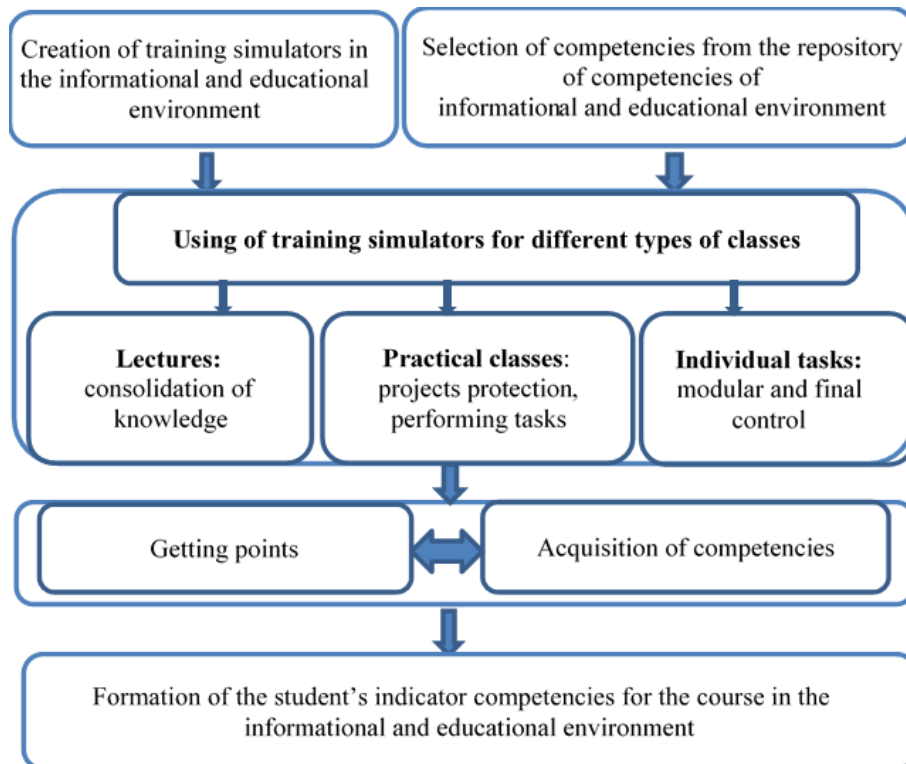 Creation of training simulators in
the informational and educational
environment
Selection of competencies from the repository
of competencies of
informational and educational environment
Using of training simulators for different types of classes
Lectures:
consolidation of
knowledge
Practical classes:
projects protection,
performing tasks
Individual tasks:
modular and final
control
Getting points
Acquisition of competencies
Formation of the student’s indicator competencies for the course in the
informational and educational environment